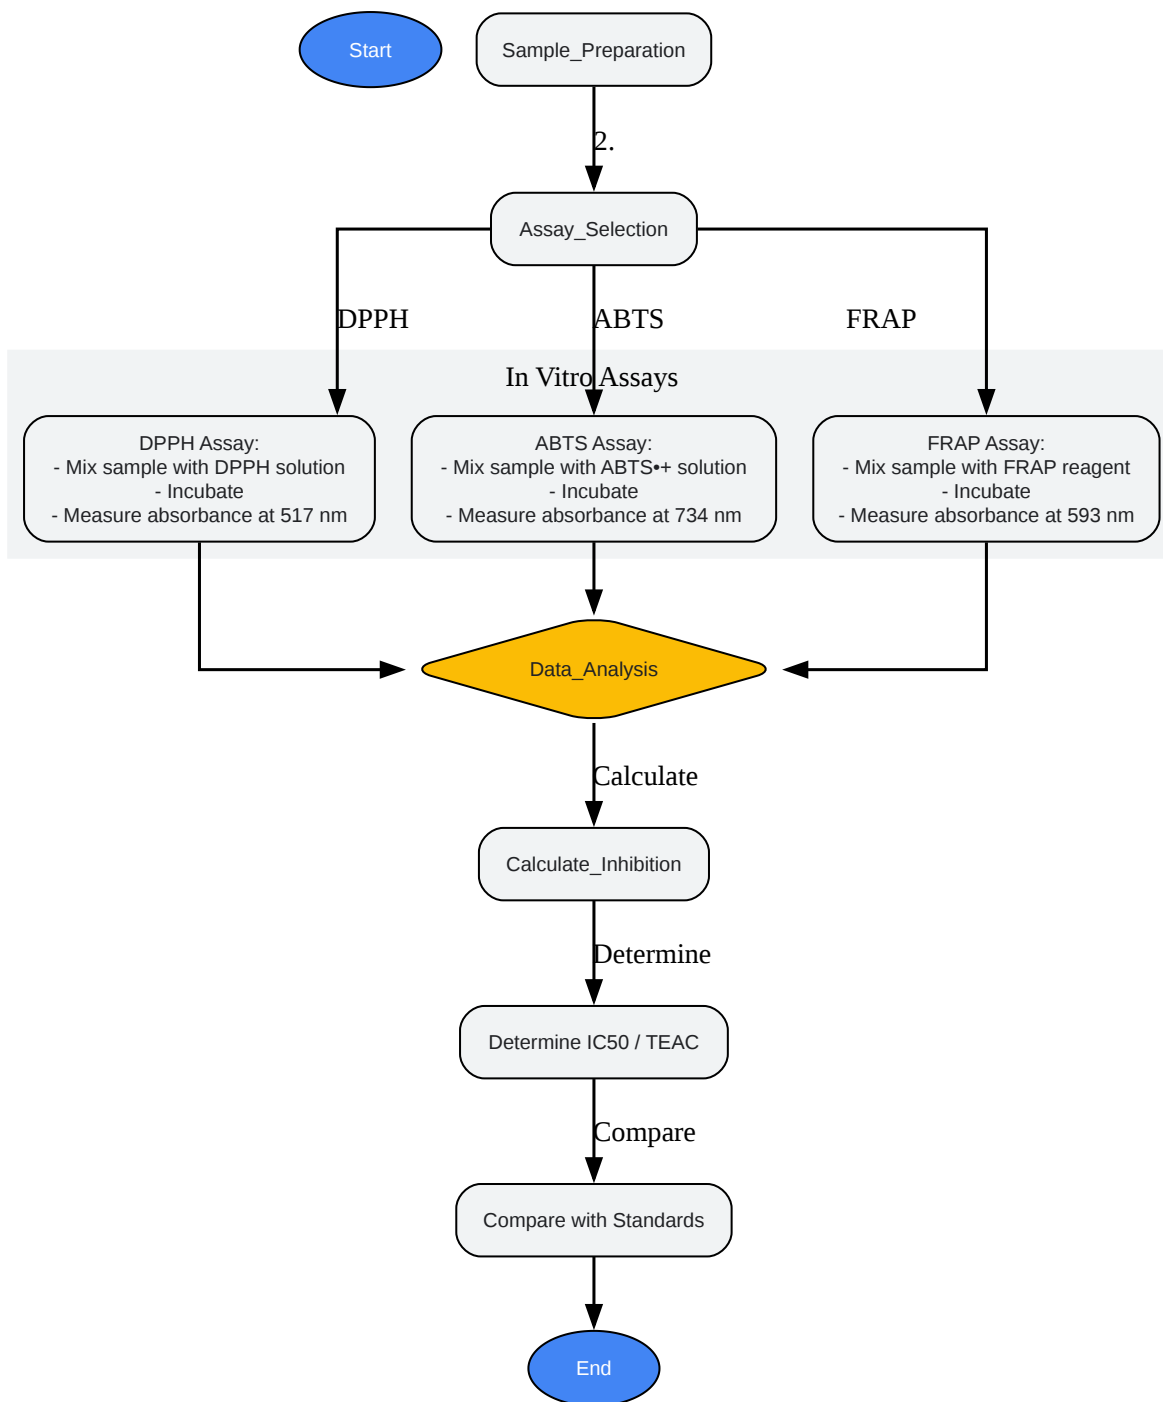 Start
Sample_Preparation
2.
Assay_Selection
DPPH
ABTS
FRAP
In Vitro Assays
DPPH Assay:
- Mix sample with DPPH solution
- Incubate
- Measure absorbance at 517 nm
ABTS Assay:
- Mix sample with ABTS•+ solution
- Incubate
- Measure absorbance at 734 nm
FRAP Assay:
- Mix sample with FRAP reagent
- Incubate
- Measure absorbance at 593 nm
Data_Analysis
Calculate
Calculate_Inhibition
Determine
Determine IC50 / TEAC
Compare
Compare with Standards
End